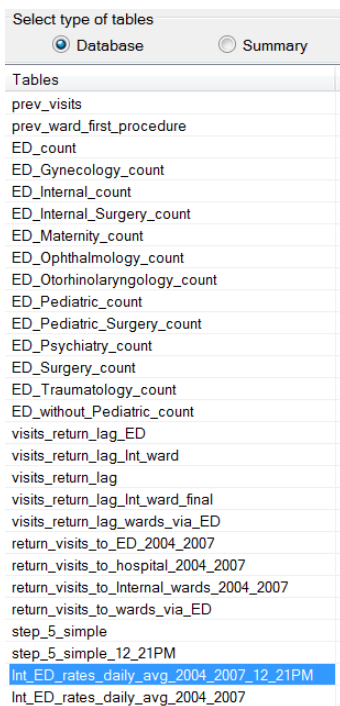 Select type of tables
Database Summary
Tables
prev_visits
prev_ward_first_procedure
ED_count
ED_Gynecology_count
ED_Internal_count
ED_Internal_Surgery_count
ED_Maternity_count
ED_Ophthalmology_count
ED_Otorhinolaryngology_count
ED_Pediatric_count
ED_Pediatric_Surgery_count
ED_Psychiatry_count
ED_Surgery_count
ED_Traumatology_count
ED_without_Pediatric_count
visits_return_lag_ED
visits_return_lag_Int_ward
visits_return_lag
visits_return_lag_Int_ward_final
visits_return_lag_wards_via_ED
return_visits_to_ED_2004_2007
return_visits_to_hospital_2004_2007
return_visits_to_Internal_wards_2004_2007
return_visits_to_wards_via_ED
step_5_simple
step_5_simple_12_21PM
Int_ED_rates_daily_avg_2004_2007_12_21PM
Int_ED_rates_daily_avg_2004_2007